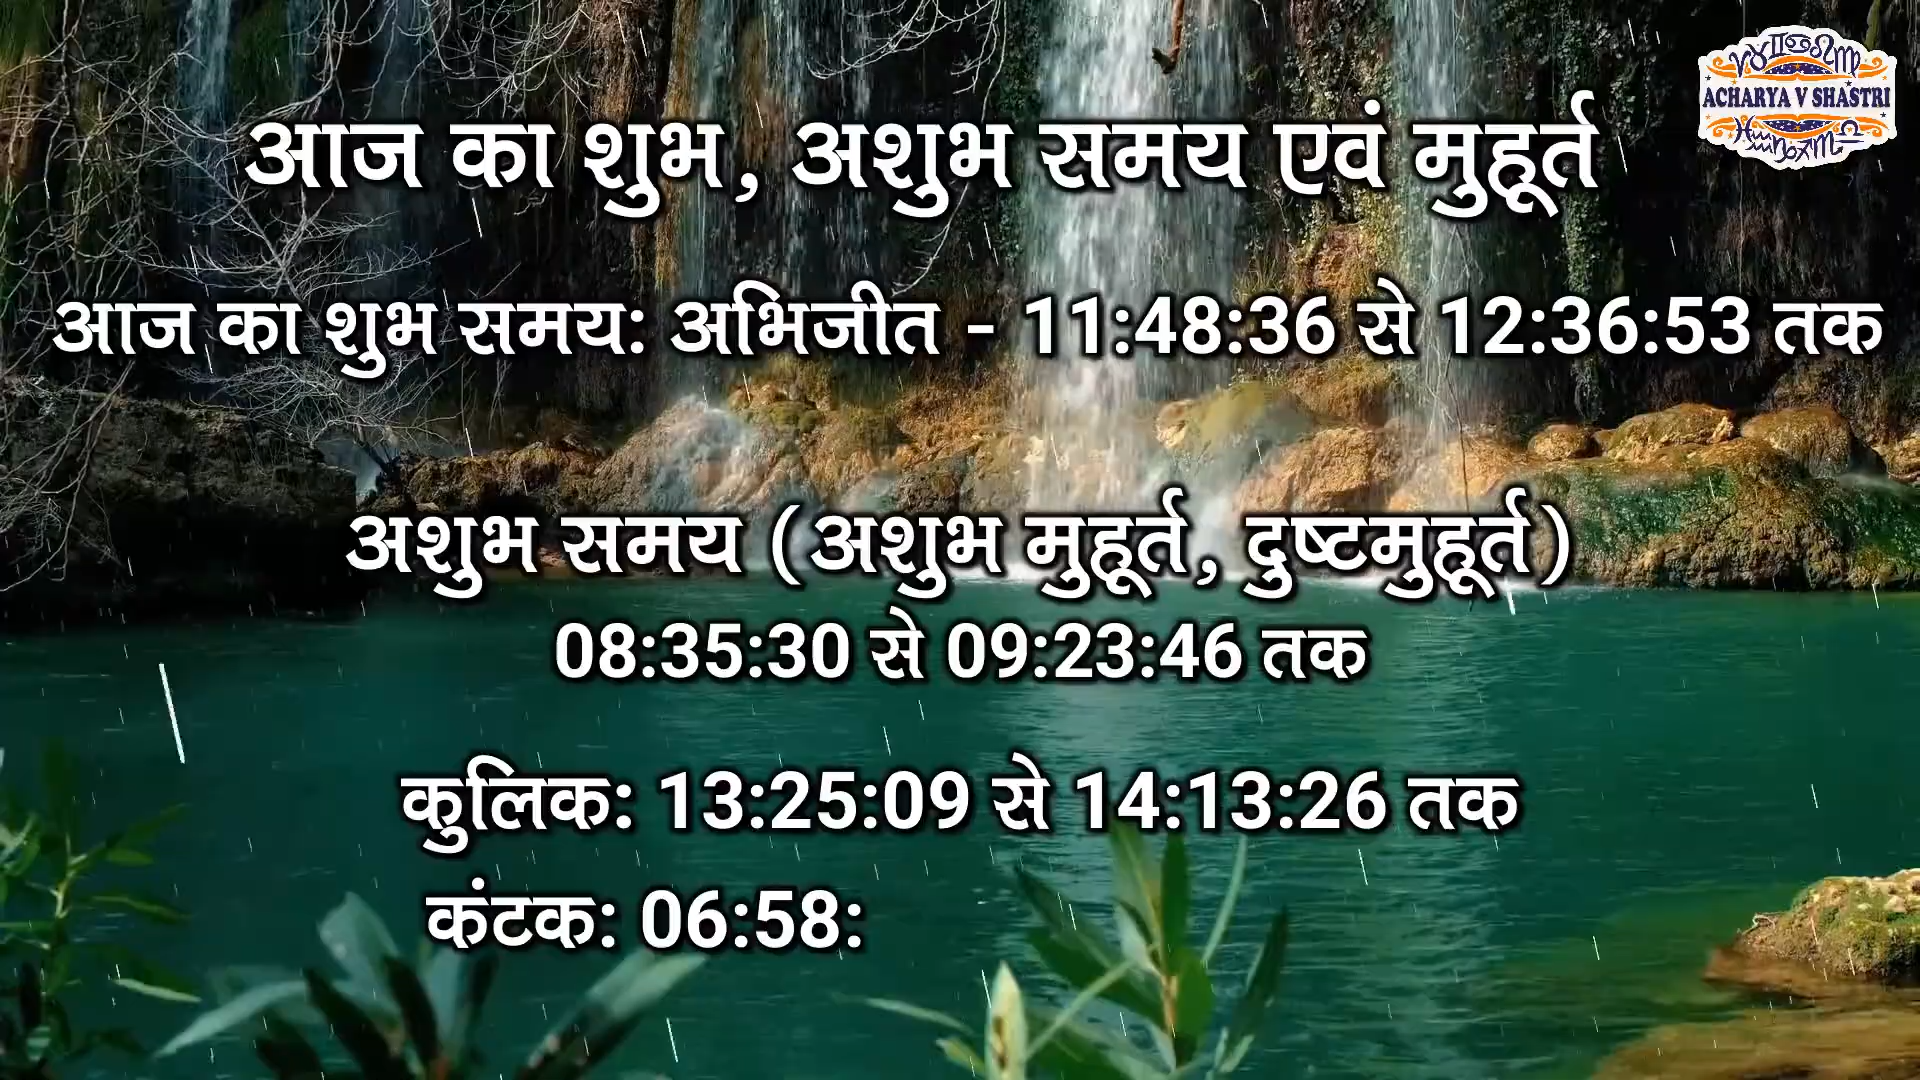 ACHARYA V SHASTRI
आज का शुभ, अशुभ समय एवं मुहूर्त
आज का शुभ समय: अभिजीत - 11:48:36 से 12:36:53 तक
अशुभ समय (अशुभ मुहूर्त, दुष्टमुहूर्त)
08:35:30 से 09:23:46 तक
कुलिक: 13:25:09 से 14:13:26 तक
कंटक: 06:58: